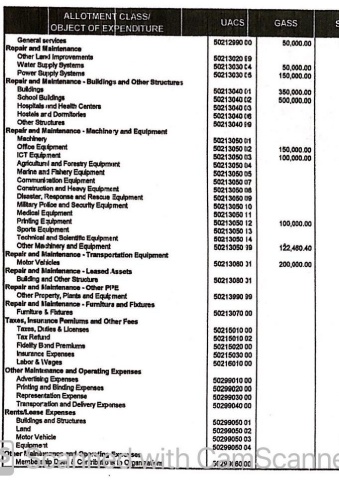 ALLOTMENT CLASS/
OBJECT OF EXPENDITURE UACS GASS S
General services 50212990 00 50,000.00
Repair and Maintenance
Other Land Improvements 50213020 99
Water Supply Systems 50213030 04 50,000.00
Power Supply Systems 50213030 05 150,000.00
Repair and Maintenance - Buildings and Other Structures
Buildings 50213040 01 350,000.00
School Buildings 50213040 02 500,000.00
Hospitals and Health Centers 50213040 03
Hostels and Dormitories 50213040 06
Other Structures 50213040 99
Repair and Maintenance - Machinery and Equipment
Machinery 50213050 01
Office Equipment 50213050 02 150,000.00
ICT Equipment 50213050 03 100,000.00
Agricultural and Forestry Equipment 50213050 04
Marine and Fishery Equipment 50213050 05
Communication Equipment 50213050 07
Construction and Heavy Equipment 50213050 08
Disaster, Response and Rescue Equipment 50213050 09
Military Police and Security Equipment 50213050 10
Medical Equipment 50213050 11
Printing Equipment 50213050 12 100,000.00
Sports Equipment 50213050 13
Technical and Scientific Equipment 50213050 14
Other Machinery and Equipment 50213050 99 122,460.40
Repair and Maintenance - Transportation Equipment
Motor Vehicles 50213060 01 200,000.00
Repair and Maintenance - Leased Assets
Building and Other Structure 50213080 01
Repair and Maintenance - Other PPE
Other Property, Plants and Equipment 50213990 99
Repair and Maintenance - Furniture and Fixtures
Furniture & Fixtures 50213070 00
Taxes, Insurance Premiums and Other Fees
Taxes, Duties & Licenses 50215010 00
Tax Refund 50215010 02
Fidelity Bond Premiums 50215020 00
Insurance Expenses 50215030 00
Labor & Wages 50216010 00
Other Maintenance and Operating Expenses
Advertising Expenses 50299010 00
Printing and Binding Expenses 50299020 00
Representation Expense 50299030 00
Transportation and Delivery Expenses 50299040 00
Rents/Lease Expenses
Buildings and Structures 50299050 01
Land 50299050 02
Motor Vehicle 50299050 03
Equipment 50299050 04
Other Maintenance and Operating Expenses
Membership Dues & Contributions to Organization 50299060 00
with CamScanne